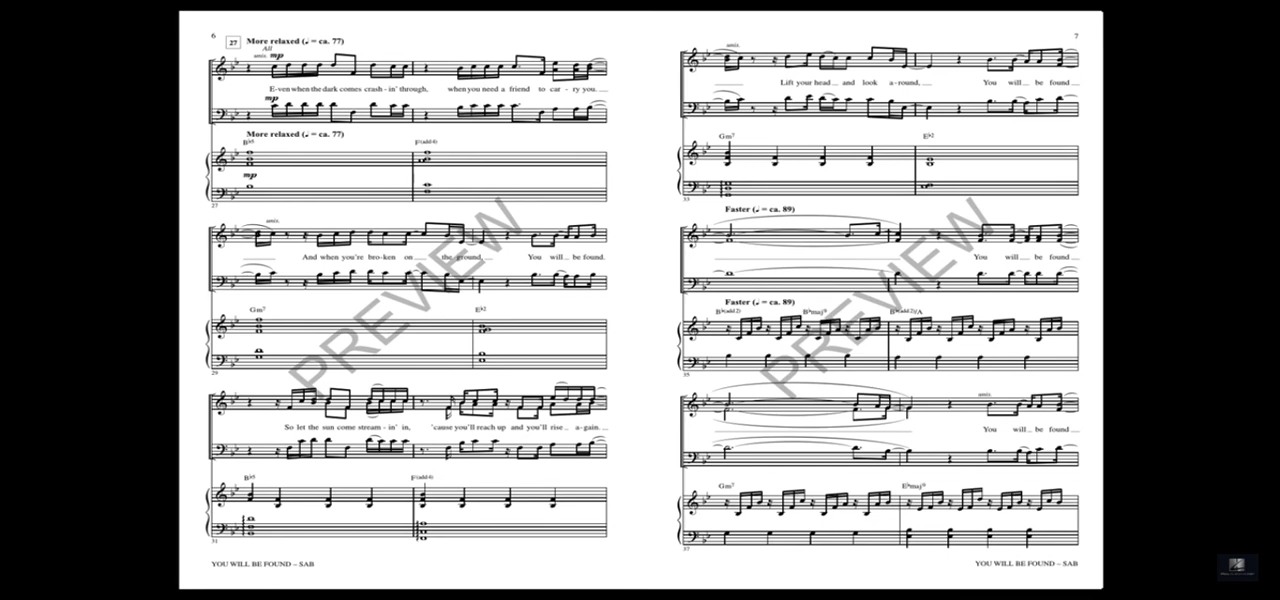 6
27 More relaxed (♩ = ca. 77)
All
unis. mp
E-ven when the dark comes crash - in' through, when you need a friend to car - ry you.
mp
More relaxed (♩ = ca. 77)
B♭5 F(add4)
mp
27
unis.
And when you're bro-ken on the ground, You will be found.
Gm7 E♭2
29
So let the sun come stream - in' in, 'cause you'll reach up and you'll rise a-gain.
B♭5 F(add4)
31
YOU WILL BE FOUND – SAB
7
unis.
Lift your head and look a-round, You will be found
Gm7 E♭2
33
Faster (♩ = ca. 89)
You will be found
Faster (♩ = ca. 89)
B♭(add2) B♭maj9 B♭(add2)/A
35
unis.
You will be found
Gm7 E♭maj9
37
YOU WILL BE FOUND – SAB
PREVIEW
PREVIEW